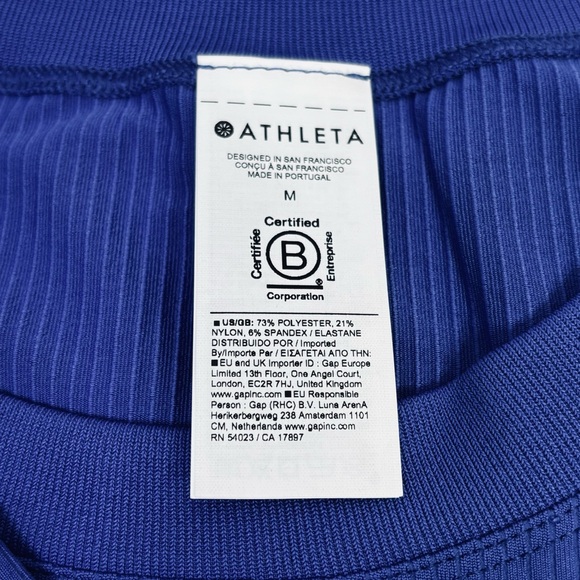 ATHLETA
DESIGNED IN SAN FRANCISCO
CONÇU À SAN FRANCISCO
MADE IN PORTUGAL
M
Certified
Certifiée
B
Entreprise
Corporation
■ US/GB: 73% POLYESTER, 21%
NYLON, 6% SPANDEX / ELASTANE
DISTRIBUIDO POR / Imported
By/Importe Par / ΕΙΣΑΓΕΤΑΙ ΑΠΟ ΤΗΝ:
■ EU and UK Importer ID : Gap Europe
Limited 13th Floor, One Angel Court,
London, EC2R 7HJ, United Kingdom
www.gapinc.com ■ EU Responsible
Person : Gap (RHC) B.V. Luna ArenA
Herikerbergweg 238 Amsterdam 1101
CM, Netherlands www.gapinc.com
RN 54023 / CA 17897